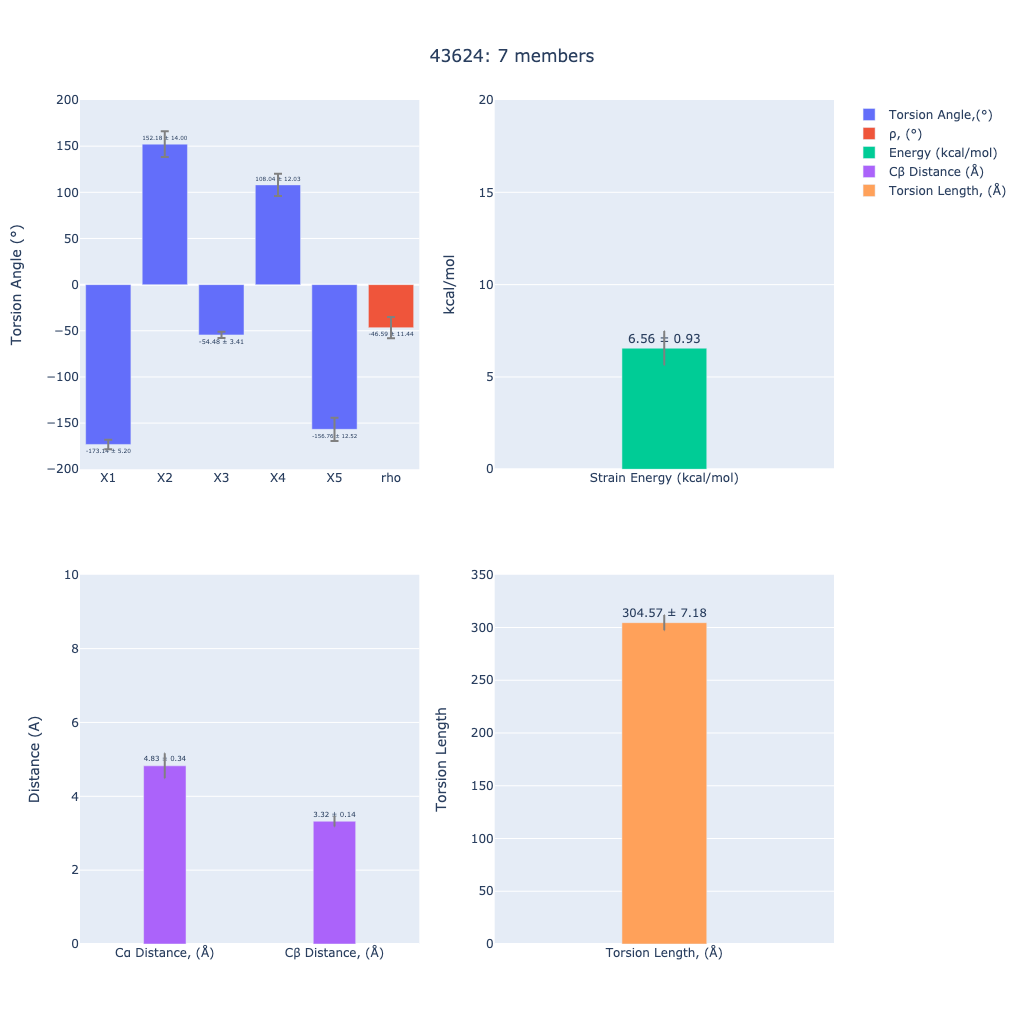 43624: 7 members
Torsion Angle (°)
200
150
100
50
0
−50
−100
−150
−200
152.18 ± 14.00
108.04 ± 12.03
-54.48 ± 3.41
-46.59 ± 11.44
-156.76 ± 12.52
-173.14 ± 5.20
X1 X2 X3 X4 X5 rho
kcal/mol
20
15
10
5
0
6.56 ± 0.93
Strain Energy (kcal/mol)
Torsion Angle,(°)
ρ, (°)
Energy (kcal/mol)
Cβ Distance (Å)
Torsion Length, (Å)
Distance (A)
10
8
6
4
2
0
4.83 ± 0.34
3.32 ± 0.14
Cα Distance, (Å) Cβ Distance, (Å)
Torsion Length
350
300
250
200
150
100
50
0
304.57 ± 7.18
Torsion Length, (Å)